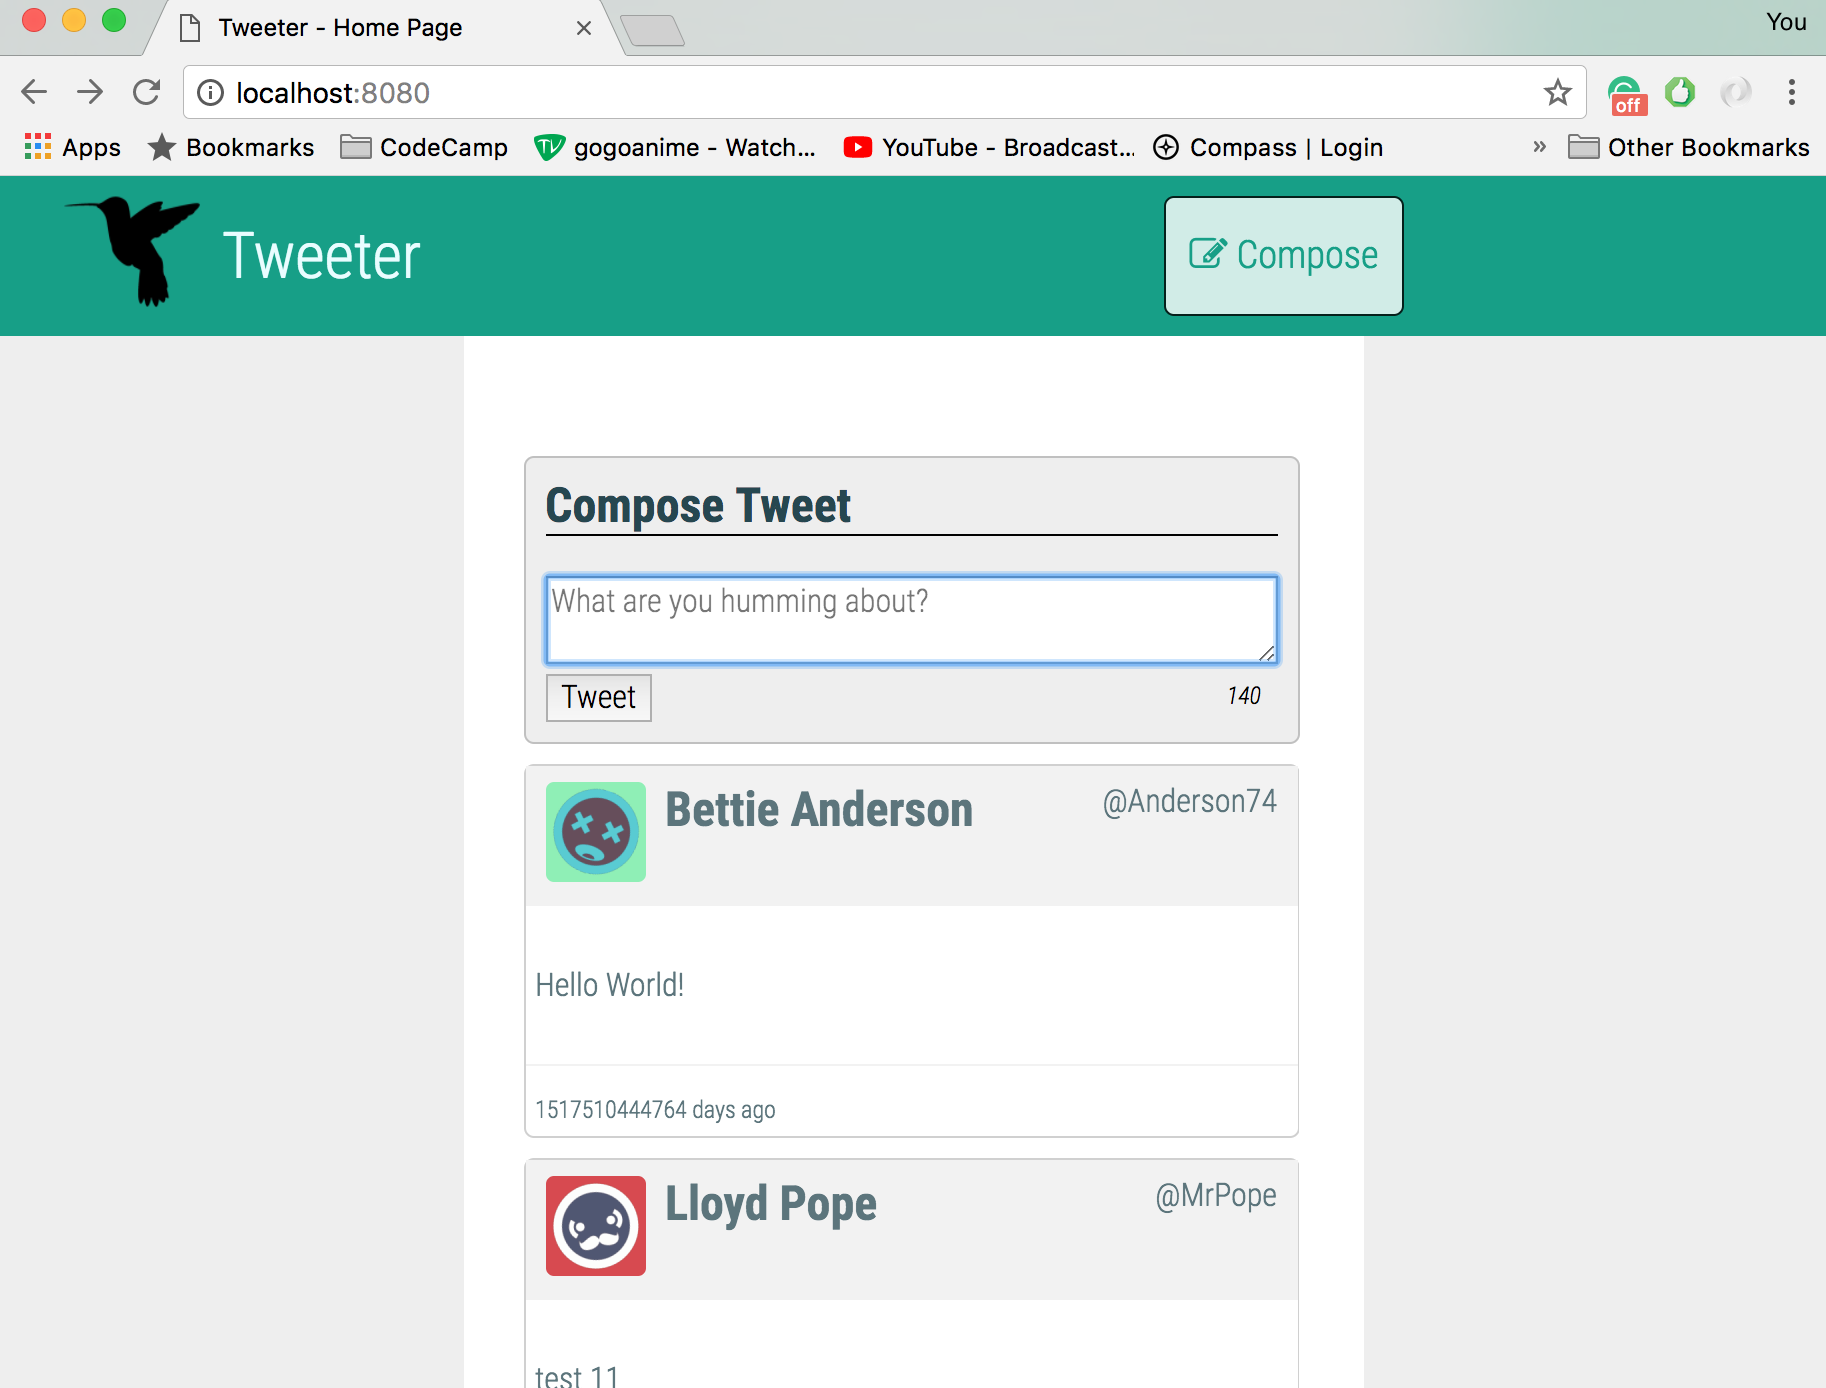 Tweeter - Home Page
You
localhost:8080
off
Apps Bookmarks CodeCamp gogoanime - Watch... YouTube - Broadcast... Compass | Login » Other Bookmarks
Tweeter
Compose
Compose Tweet
What are you humming about?
Tweet
140
Bettie Anderson
@Anderson74
Hello World!
1517510444764 days ago
Lloyd Pope
@MrPope
test 11